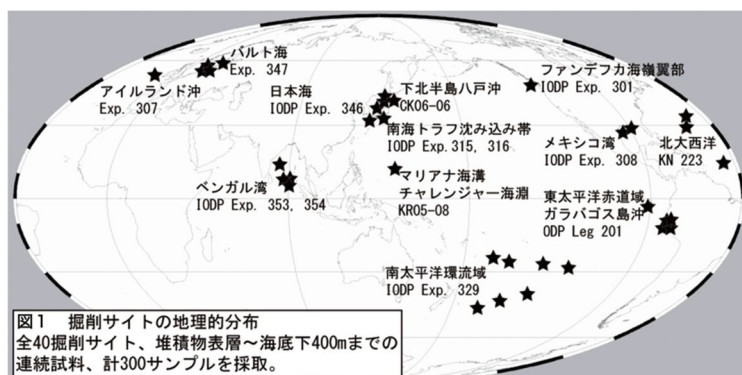 バルト海
Exp. 347
アイルランド沖
Exp. 307
日本海
IODP Exp. 346
下北半島八戸沖
CK06-06
ファンデフカ海嶺翼部
IODP Exp. 301
南海トラフ沈み込み帯
IODP Exp.315, 316
メキシコ湾
IODP Exp. 308
北大西洋
KN 223
ベンガル湾
IODP Exp. 353, 354
マリアナ海溝
チャレンジャー海淵
KR05-08
東太平洋赤道域
ガラパゴス島沖
ODP Leg 201
南太平洋環流域
IODP Exp. 329
図1 掘削サイトの地理的分布
全40掘削サイト、堆積物表層～海底下400mまでの
連続試料、計300サンプルを採取。